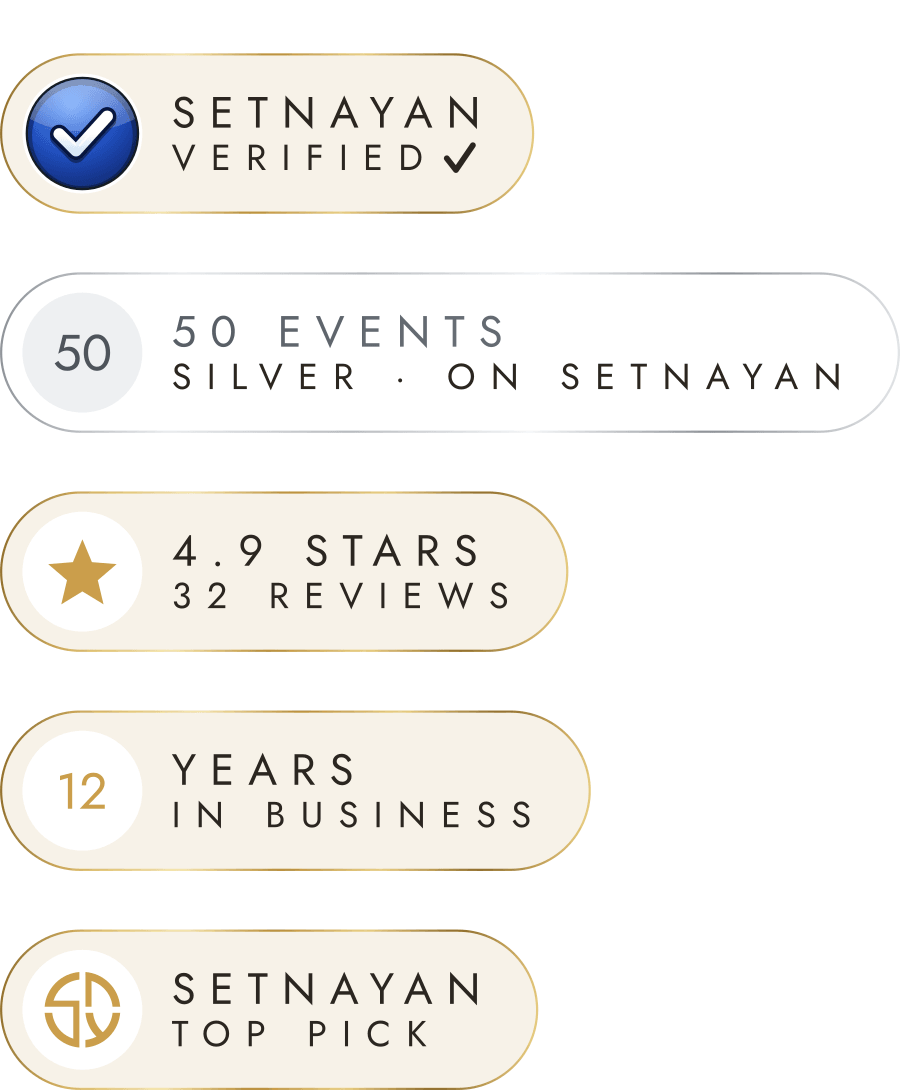 SETNAYAN
VERIFIED ✓
50
50 EVENTS
SILVER · ON SETNAYAN
4.9 STARS
32 REVIEWS
12
YEARS
IN BUSINESS
SETNAYAN
TOP PICK